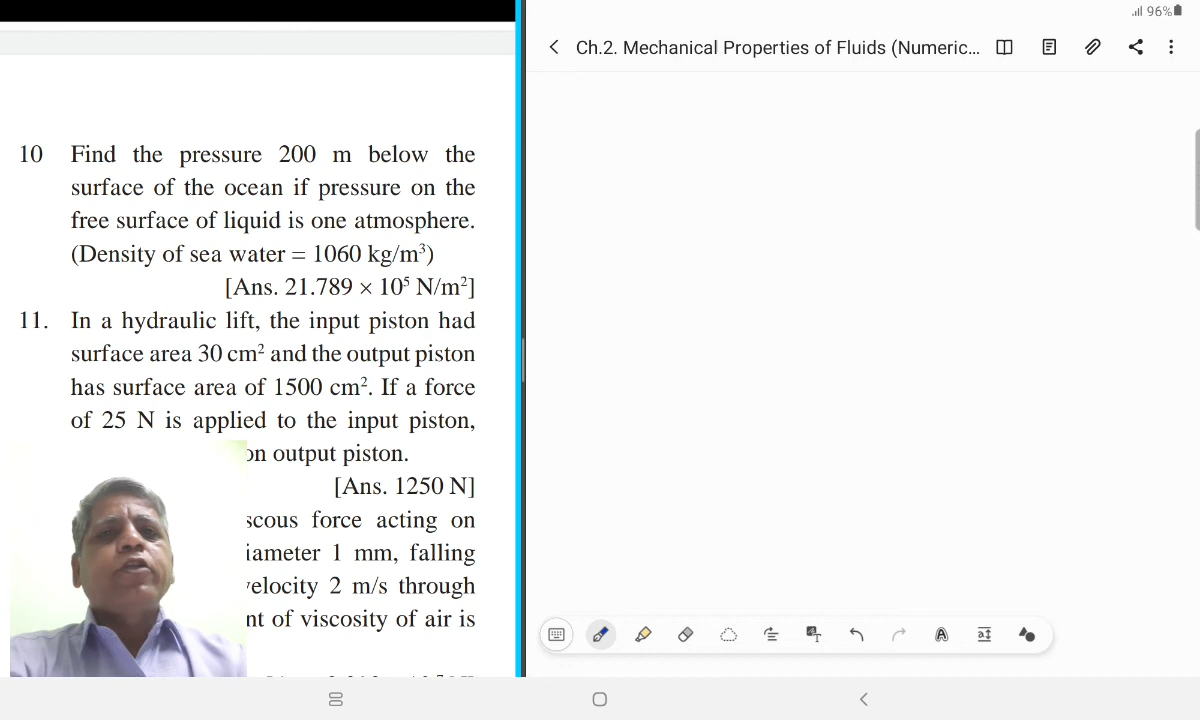 96%
Ch.2. Mechanical Properties of Fluids (Numeric...
10 Find the pressure 200 m below the
surface of the ocean if pressure on the
free surface of liquid is one atmosphere.
(Density of sea water = 1060 kg/m³)
[Ans. 21.789 × 10⁵ N/m²]
11. In a hydraulic lift, the input piston had
surface area 30 cm² and the output piston
has surface area of 1500 cm². If a force
of 25 N is applied to the input piston,
on output piston.
[Ans. 1250 N]
scous force acting on
iameter 1 mm, falling
velocity 2 m/s through
nt of viscosity of air is